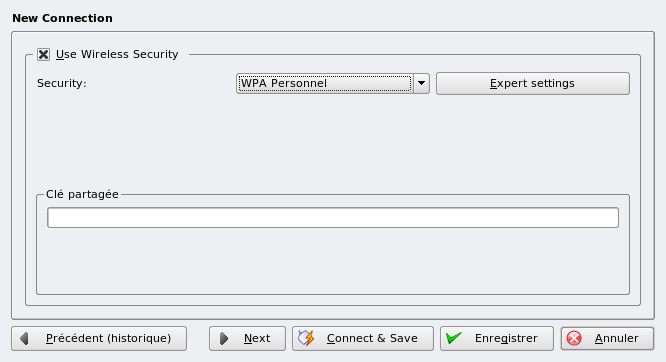 New Connection
Use Wireless Security
Security:
WPA Personnel
Expert settings
Clé partagée
Précédent (historique)
Next
Connect & Save
Enregistrer
Annuler